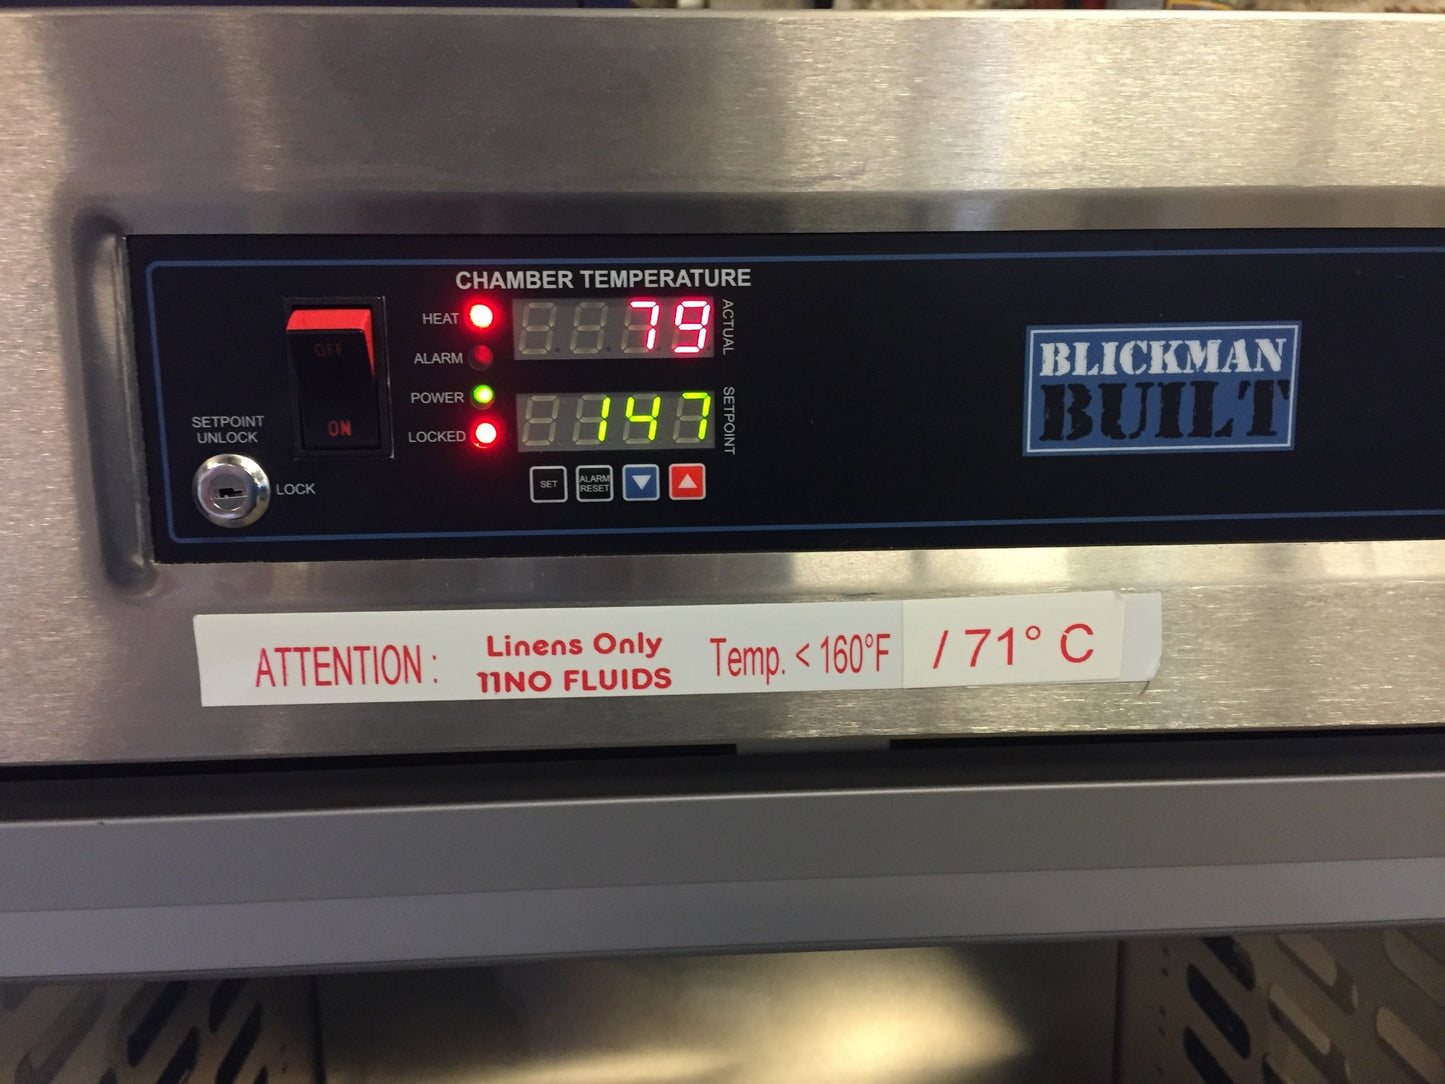 CHAMBER TEMPERATURE
HEAT
79
ACTUAL
ALARM
POWER
LOCKED
147
SETPOINT
OFF
ON
SETPOINT
UNLOCK
LOCK
SET
ALARM
RESET
BLICKMAN
BUILT
ATTENTION :
Linens Only
11NO FLUIDS
Temp. < 160°F
/ 71° C